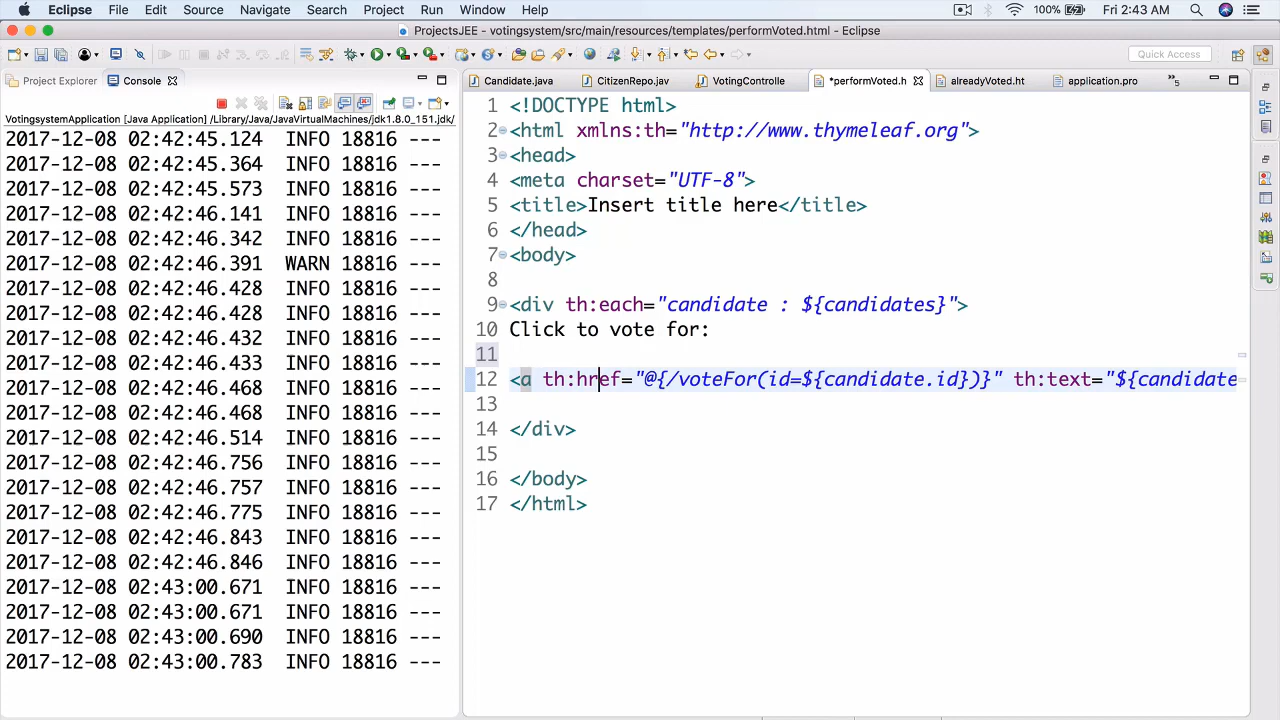 Eclipse File Edit Source Navigate Search Project Run Window Help 100% Fri 2:43 AM
ProjectsJEE - votingsystem/src/main/resources/templates/performVoted.html - Eclipse
Quick Access
Project Explorer Console
Candidate.java CitizenRepo.jav VotingControlle *performVoted.h alreadyVoted.ht application.pro »5
VotingsystemApplication [Java Application] /Library/Java/JavaVirtualMachines/jdk1.8.0_151.jdk/
2017-12-08 02:42:45.124 INFO 18816 ---
2017-12-08 02:42:45.364 INFO 18816 ---
2017-12-08 02:42:45.573 INFO 18816 ---
2017-12-08 02:42:46.141 INFO 18816 ---
2017-12-08 02:42:46.342 INFO 18816 ---
2017-12-08 02:42:46.391 WARN 18816 ---
2017-12-08 02:42:46.428 INFO 18816 ---
2017-12-08 02:42:46.428 INFO 18816 ---
2017-12-08 02:42:46.432 INFO 18816 ---
2017-12-08 02:42:46.433 INFO 18816 ---
2017-12-08 02:42:46.468 INFO 18816 ---
2017-12-08 02:42:46.468 INFO 18816 ---
2017-12-08 02:42:46.514 INFO 18816 ---
2017-12-08 02:42:46.756 INFO 18816 ---
2017-12-08 02:42:46.757 INFO 18816 ---
2017-12-08 02:42:46.775 INFO 18816 ---
2017-12-08 02:42:46.843 INFO 18816 ---
2017-12-08 02:42:46.846 INFO 18816 ---
2017-12-08 02:43:00.671 INFO 18816 ---
2017-12-08 02:43:00.671 INFO 18816 ---
2017-12-08 02:43:00.690 INFO 18816 ---
2017-12-08 02:43:00.783 INFO 18816 ---
1 <!DOCTYPE html>
2 <html xmlns:th="http://www.thymeleaf.org">
3 <head>
4 <meta charset="UTF-8">
5 <title>Insert title here</title>
6 </head>
7 <body>
8
9 <div th:each="candidate : ${candidates}">
10 Click to vote for:
11
12 <a th:href="@{/voteFor(id=${candidate.id})}" th:text="${candidate
13
14 </div>
15
16 </body>
17 </html>